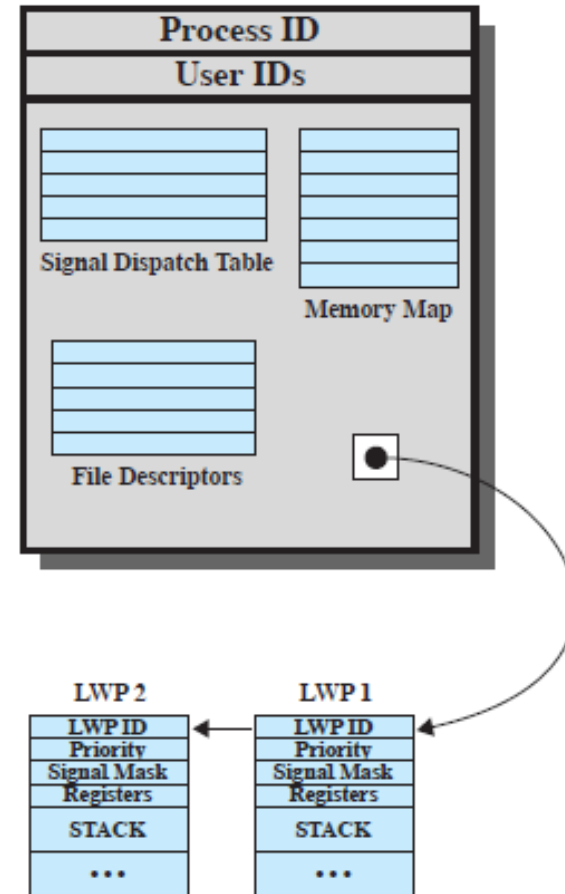 Process ID
User IDs
Signal Dispatch Table
Memory Map
File Descriptors
LWP 2
LWP 1
LWP ID
Priority
Signal Mask
Registers
STACK
•••
LWP ID
Priority
Signal Mask
Registers
STACK
•••